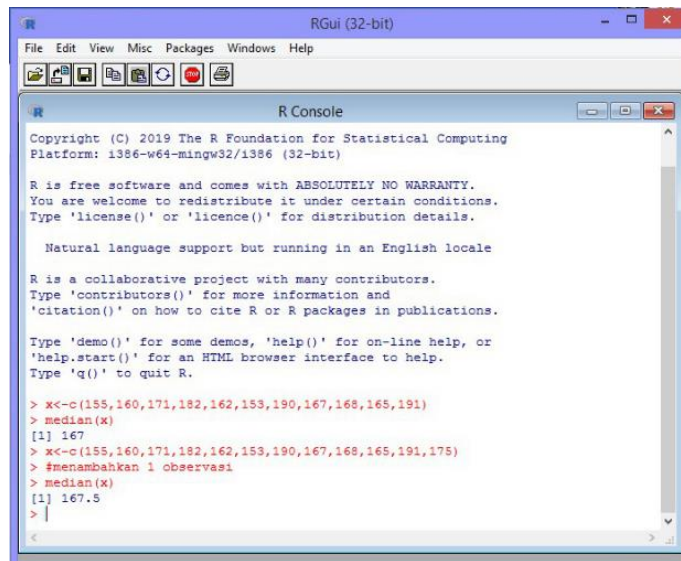 RGui (32-bit)
File Edit View Misc Packages Windows Help
STOP
R Console
Copyright (C) 2019 The R Foundation for Statistical Computing
Platform: i386-w64-mingw32/i386 (32-bit)
R is free software and comes with ABSOLUTELY NO WARRANTY.
You are welcome to redistribute it under certain conditions.
Type 'license()' or 'licence()' for distribution details.
Natural language support but running in an English locale
R is a collaborative project with many contributors.
Type 'contributors()' for more information and
'citation()' on how to cite R or R packages in publications.
Type 'demo()' for some demos, 'help()' for on-line help, or
'help.start()' for an HTML browser interface to help.
Type 'q()' to quit R.
> x<-c(155,160,171,182,162,153,190,167,168,165,191)
> median(x)
[1] 167
> x<-c(155,160,171,182,162,153,190,167,168,165,191,175)
> #menambahkan 1 observasi
> median(x)
[1] 167.5
>